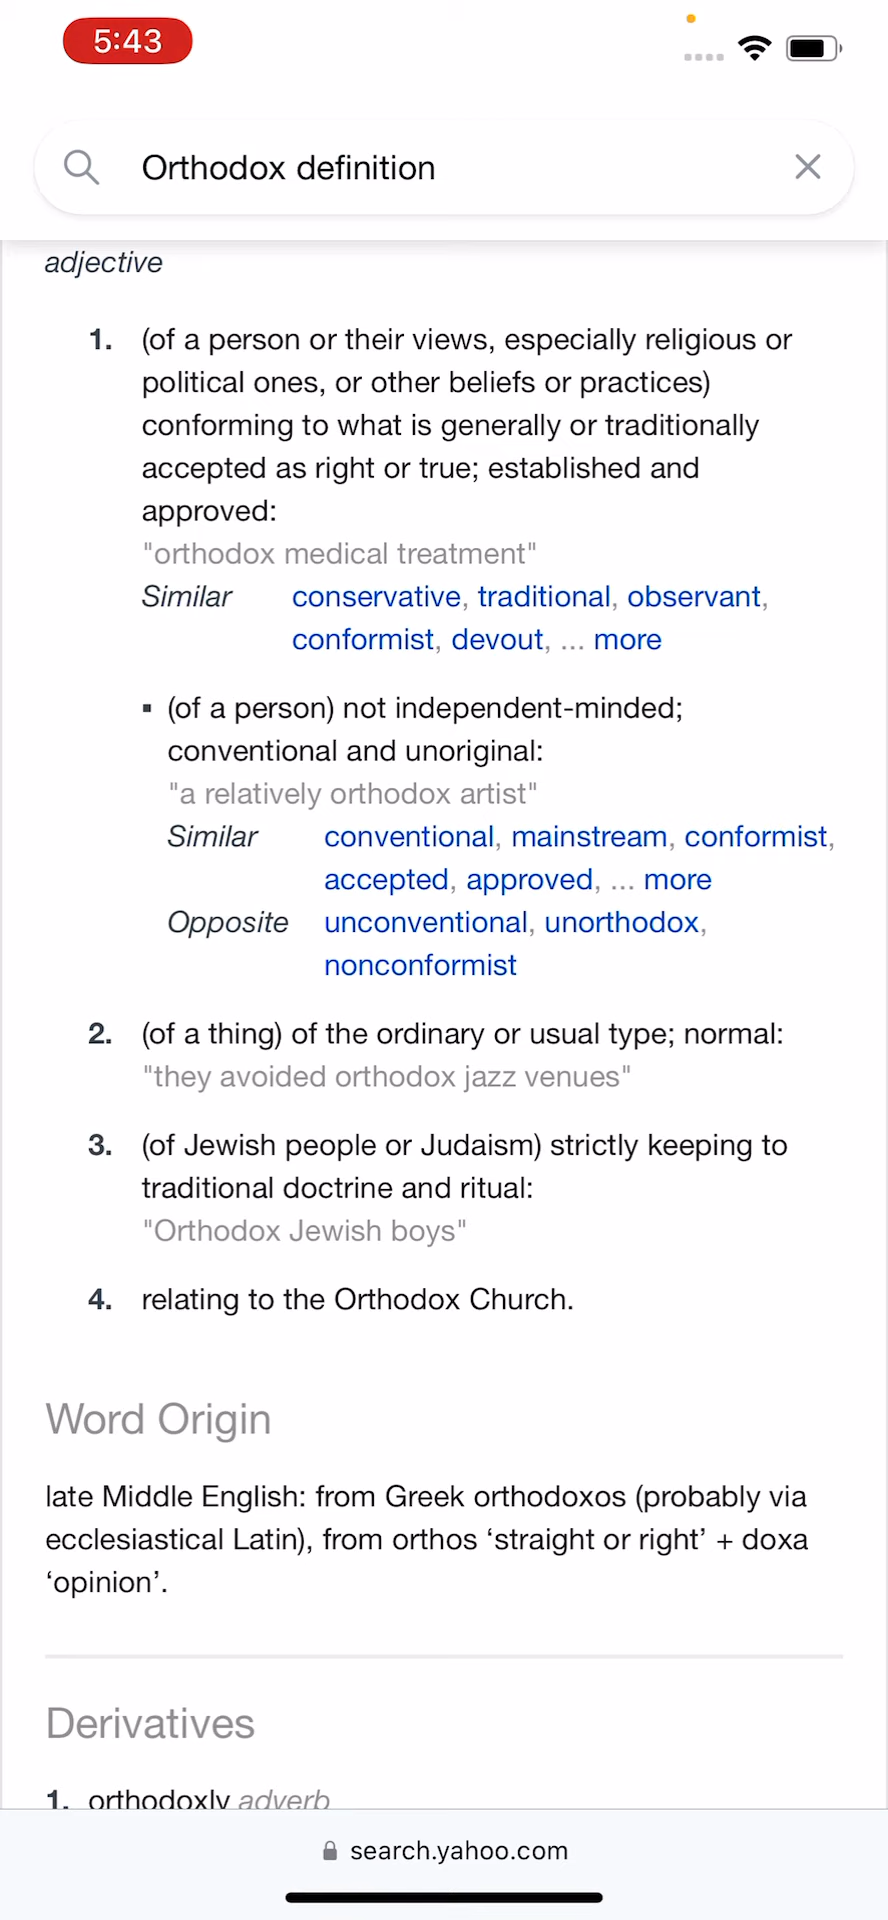 5:43
Orthodox definition
adjective
1. (of a person or their views, especially religious or
political ones, or other beliefs or practices)
conforming to what is generally or traditionally
accepted as right or true; established and
approved:
"orthodox medical treatment"
Similar conservative, traditional, observant,
conformist, devout, ... more
▪ (of a person) not independent-minded;
conventional and unoriginal:
"a relatively orthodox artist"
Similar conventional, mainstream, conformist,
accepted, approved, ... more
Opposite unconventional, unorthodox,
nonconformist
2. (of a thing) of the ordinary or usual type; normal:
"they avoided orthodox jazz venues"
3. (of Jewish people or Judaism) strictly keeping to
traditional doctrine and ritual:
"Orthodox Jewish boys"
4. relating to the Orthodox Church.
Word Origin
late Middle English: from Greek orthodoxos (probably via
ecclesiastical Latin), from orthos ‘straight or right’ + doxa
‘opinion’.
Derivatives
1. orthodoxly adverb
search.yahoo.com